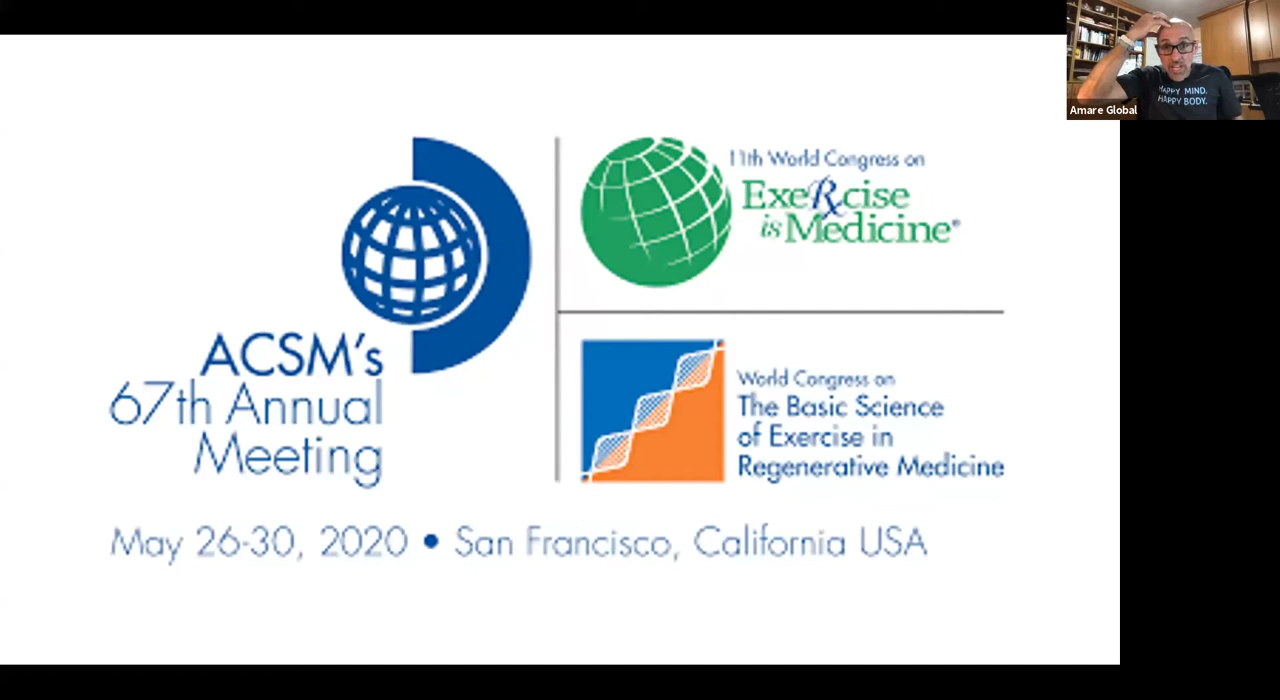 ACSM's
67th Annual
Meeting
11th World Congress on
ExeRxcise
is Medicine®
World Congress on
The Basic Science
of Exercise in
Regenerative Medicine
May 26-30, 2020 • San Francisco, California USA
HAPPY MIND.
HAPPY BODY.
Amare Global